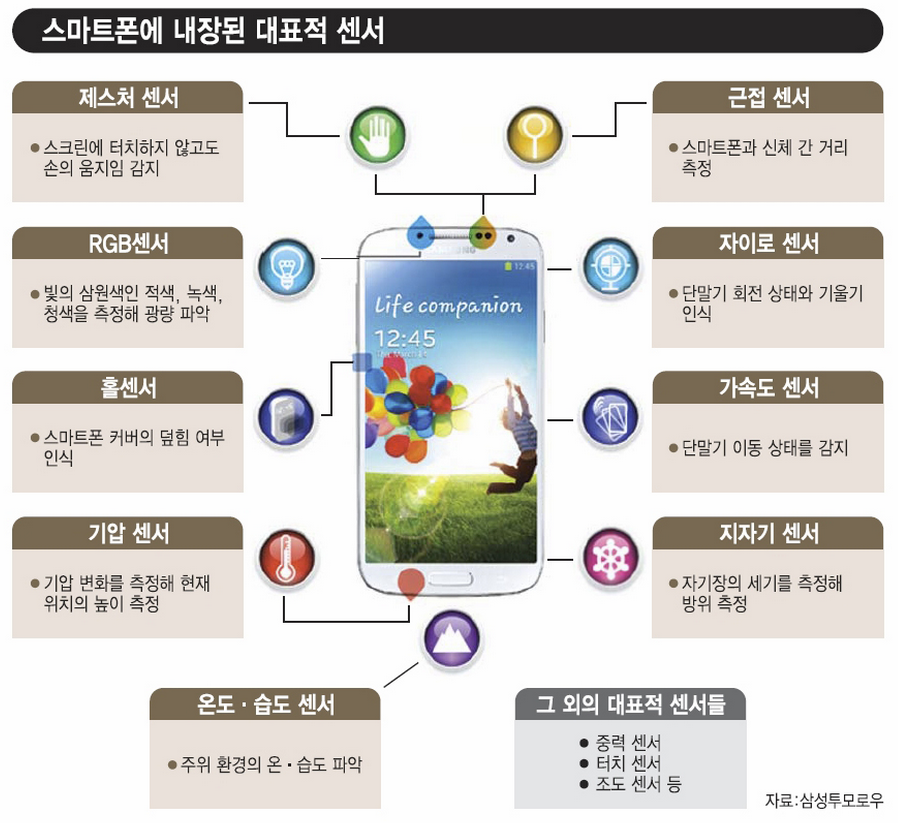 스마트폰에 내장된 대표적 센서
제스처 센서
● 스크린에 터치하지 않고도
손의 움지임 감지
근접 센서
● 스마트폰과 신체 간 거리
측정
RGB센서
● 빛의 삼원색인 적색, 녹색,
청색을 측정해 광량 파악
자이로 센서
● 단말기 회전 상태와 기울기
인식
홀센서
● 스마트폰 커버의 덮힘 여부
인식
가속도 센서
● 단말기 이동 상태를 감지
기압 센서
● 기압 변화를 측정해 현재
위치의 높이 측정
지자기 센서
● 자기장의 세기를 측정해
방위 측정
12:45
Life companion
12:45
온도·습도 센서
● 주위 환경의 온·습도 파악
그 외의 대표적 센서들
● 중력 센서
● 터치 센서
● 조도 센서 등
자료:삼성투모로우